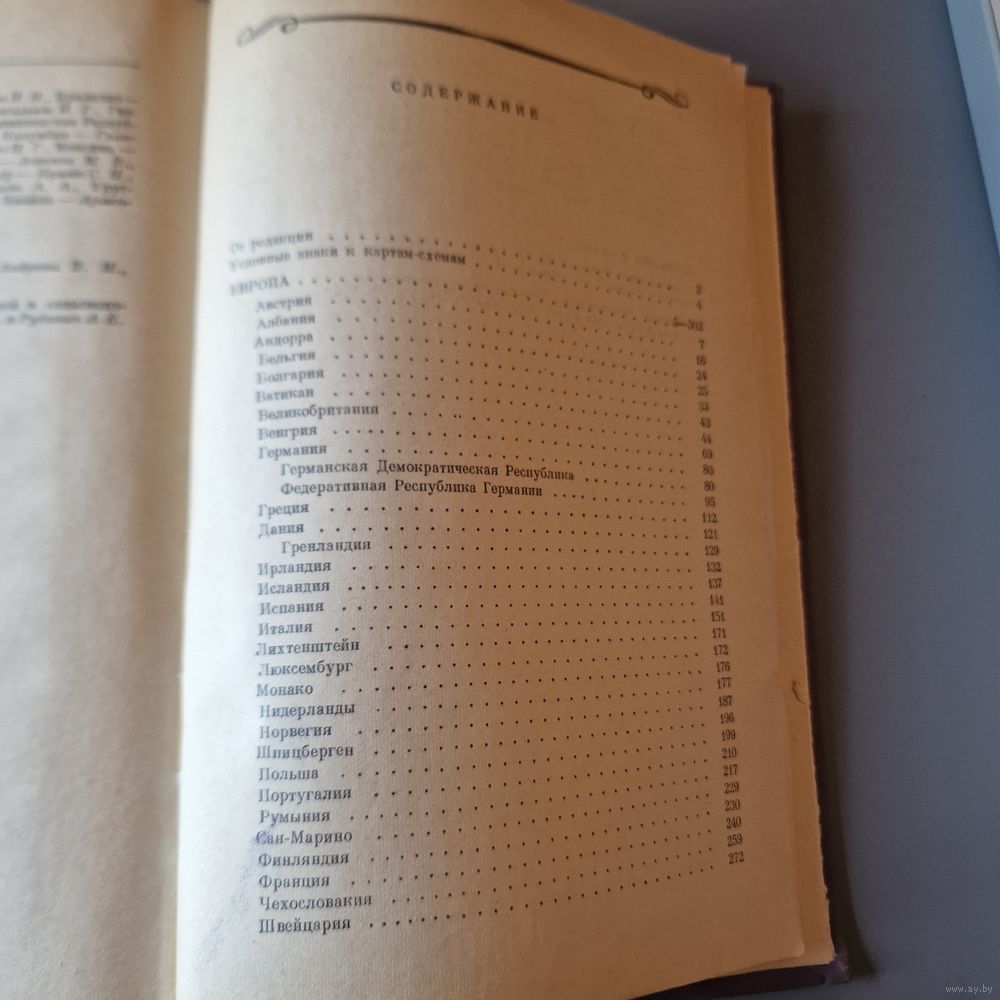 СОДЕРЖАНИЕ
От редакции . . . 3
Условные знаки к картам-схемам . . . 4
ЕВРОПА . . . 5—302
Австрия . . . 7
Албания . . . 16
Андорра . . . 24
Бельгия . . . 25
Болгария . . . 33
Ватикан . . . 43
Великобритания . . . 44
Венгрия . . . 69
Германия . . . 80
Германская Демократическая Республика . . . 80
Федеративная Республика Германии . . . 95
Греция . . . 112
Дания . . . 121
Гренландия . . . 129
Ирландия . . . 132
Исландия . . . 137
Испания . . . 141
Италия . . . 151
Лихтенштейн . . . 171
Люксембург . . . 172
Монако . . . 176
Нидерланды . . . 177
Норвегия . . . 187
Шпицберген . . . 196
Польша . . . 199
Португалия . . . 210
Румыния . . . 217
Сан-Марино . . . 229
Финляндия . . . 230
Франция . . . 240
Чехословакия . . . 259
Швейцария . . . 272
www.ay.by